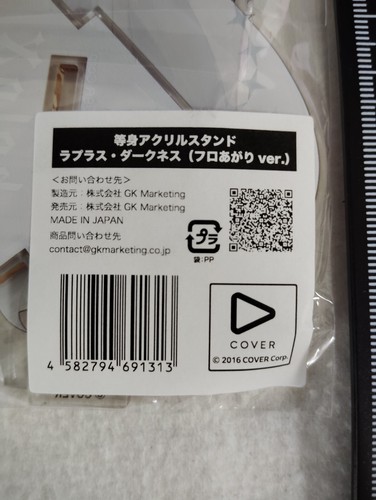 等身アクリルスタンド
ラプラス・ダークネス（フロあがり ver.）
＜お問い合わせ先＞
製造元：株式会社 GK Marketing
発売元：株式会社 GK Marketing
MADE IN JAPAN
商品問い合わせ先
contact@gkmarketing.co.jp
プラ
袋：PP
4 582794 691313
COVER
© 2016 COVER Corp.